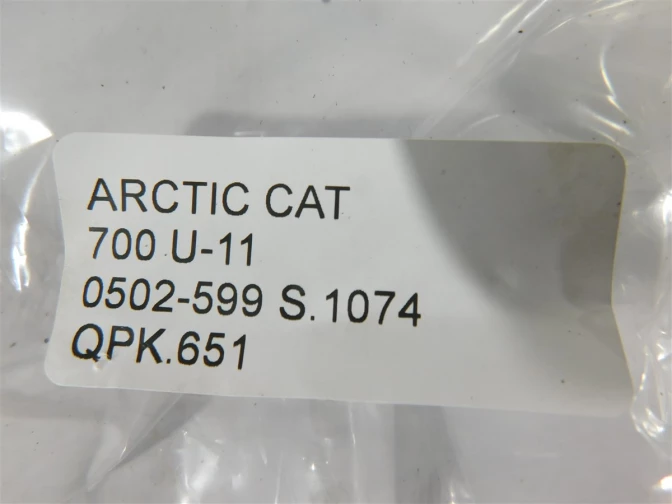 ARCTIC CAT
700 U-11
0502-599 S.1074
QPK.651